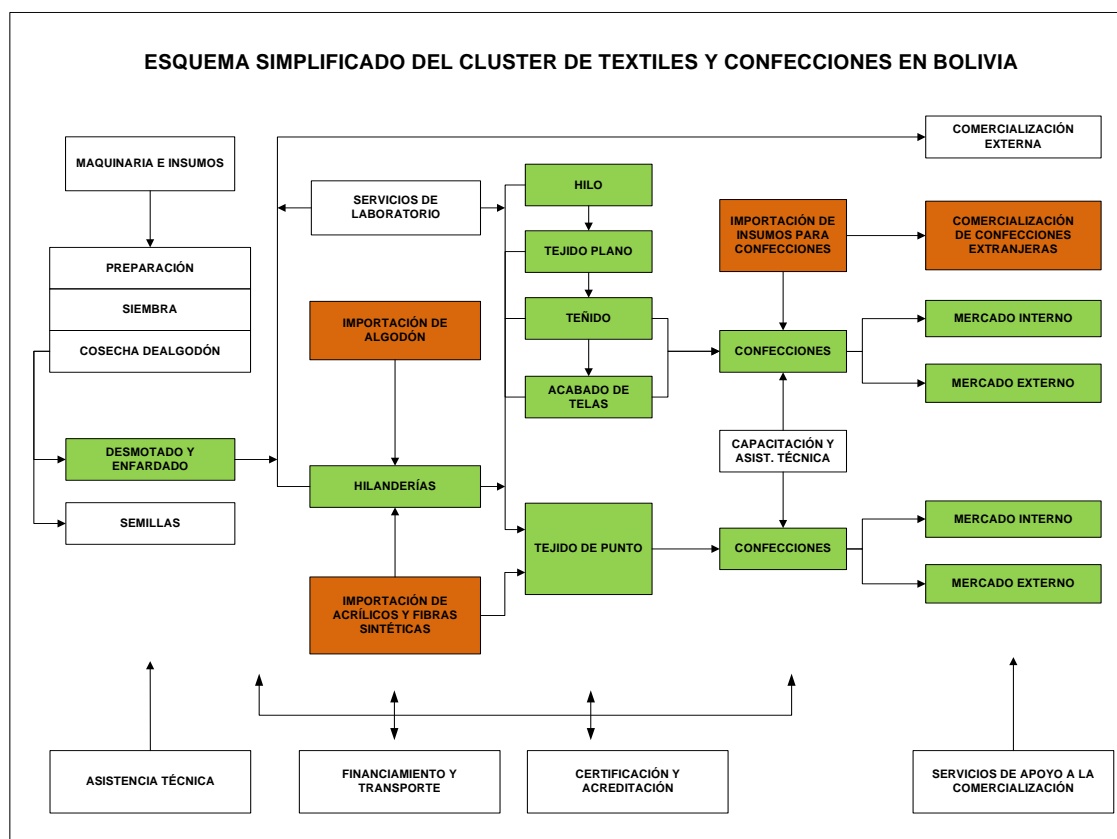 ESQUEMA SIMPLIFICADO DEL CLUSTER DE TEXTILES Y CONFECCIONES EN BOLIVIA
MAQUINARIA E INSUMOS
PREPARACIÓN
SIEMBRA
COSECHA DEALGODÓN
DESMOTADO Y
ENFARDADO
SEMILLAS
SERVICIOS DE
LABORATORIO
IMPORTACIÓN DE
ALGODÓN
HILANDERÍAS
IMPORTACIÓN DE
ACRÍLICOS Y FIBRAS
SINTÉTICAS
HILO
TEJIDO PLANO
TEÑIDO
ACABADO DE
TELAS
TEJIDO DE PUNTO
IMPORTACIÓN DE
INSUMOS PARA
CONFECCIONES
CONFECCIONES
CAPACITACIÓN Y
ASIST. TÉCNICA
CONFECCIONES
COMERCIALIZACIÓN
EXTERNA
COMERCIALIZACIÓN
DE CONFECCIONES
EXTRANJERAS
MERCADO INTERNO
MERCADO EXTERNO
MERCADO INTERNO
MERCADO EXTERNO
ASISTENCIA TÉCNICA
FINANCIAMIENTO Y
TRANSPORTE
CERTIFICACIÓN Y
ACREDITACIÓN
SERVICIOS DE APOYO A LA
COMERCIALIZACIÓN